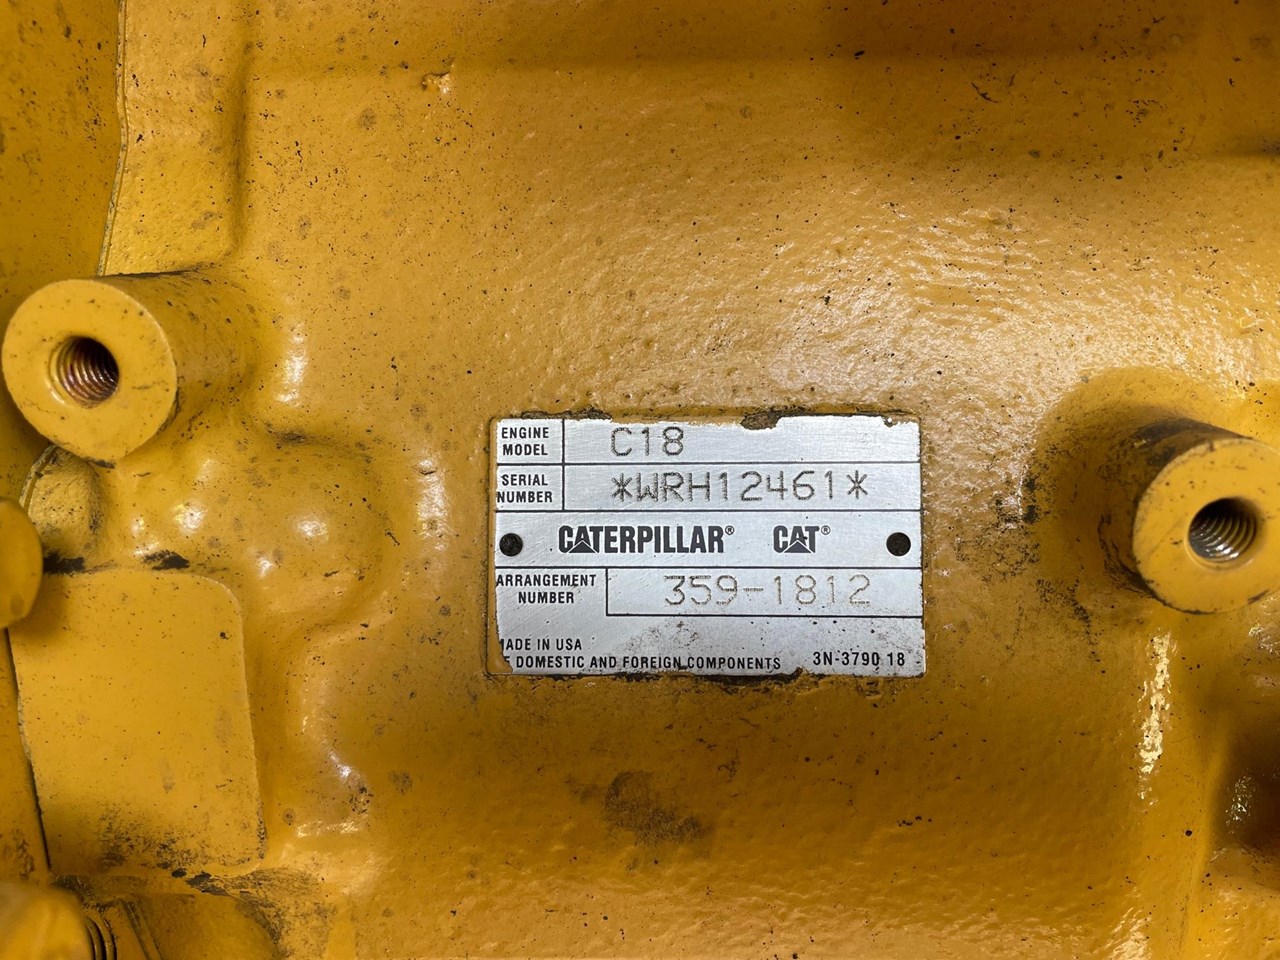 ENGINE MODEL C18
SERIAL NUMBER *WRH12461*
CATERPILLAR® CAT®
ARRANGEMENT NUMBER 359-1812
MADE IN USA
DOMESTIC AND FOREIGN COMPONENTS 3N-3790 18